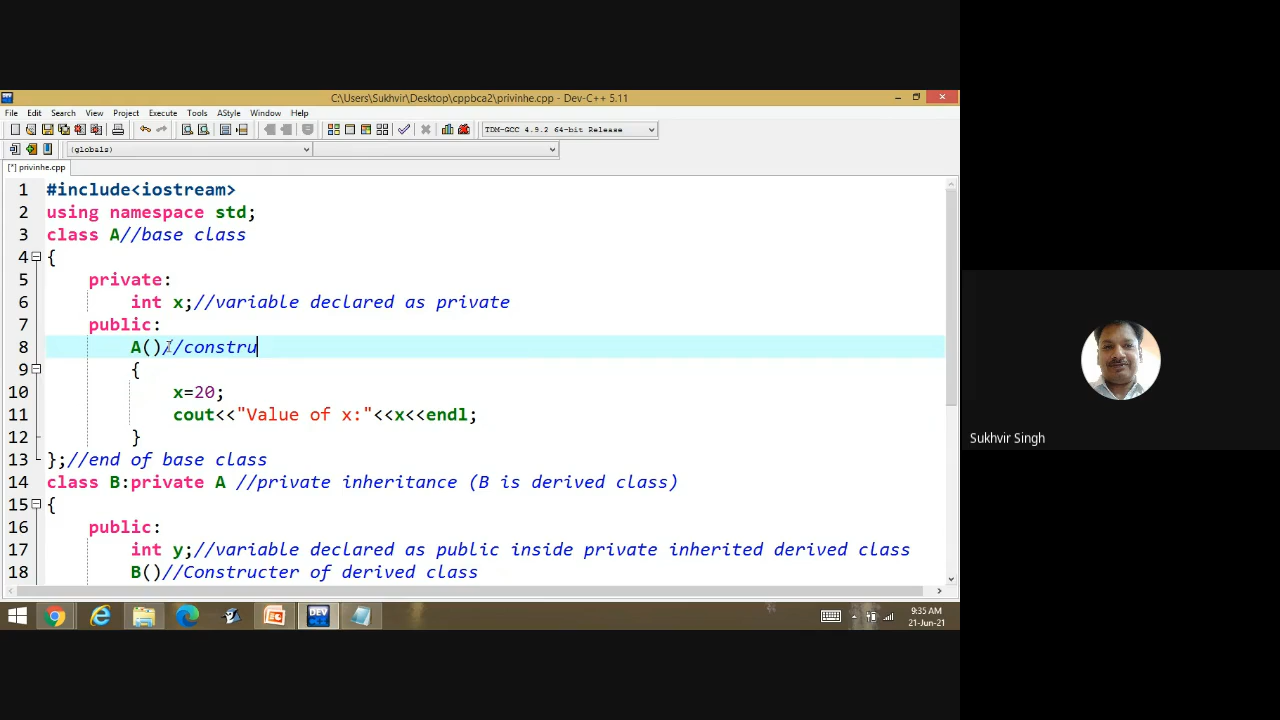 C:\Users\Sukhvir\Desktop\cppbca2\privinhe.cpp - Dev-C++ 5.11
File Edit Search View Project Execute Tools AStyle Window Help
TDM-GCC 4.9.2 64-bit Release
(globals)
[*] privinhe.cpp
1 #include<iostream>
2 using namespace std;
3 class A//base class
4 {
5 private:
6 int x;//variable declared as private
7 public:
8 A()//constru
9 {
10 x=20;
11 cout<<"Value of x:"<<x<<endl;
12 }
13 };//end of base class
14 class B:private A //private inheritance (B is derived class)
15 {
16 public:
17 int y;//variable declared as public inside private inherited derived class
18 B()//Constructer of derived class
DEV
9:35 AM
21-Jun-21
Sukhvir Singh